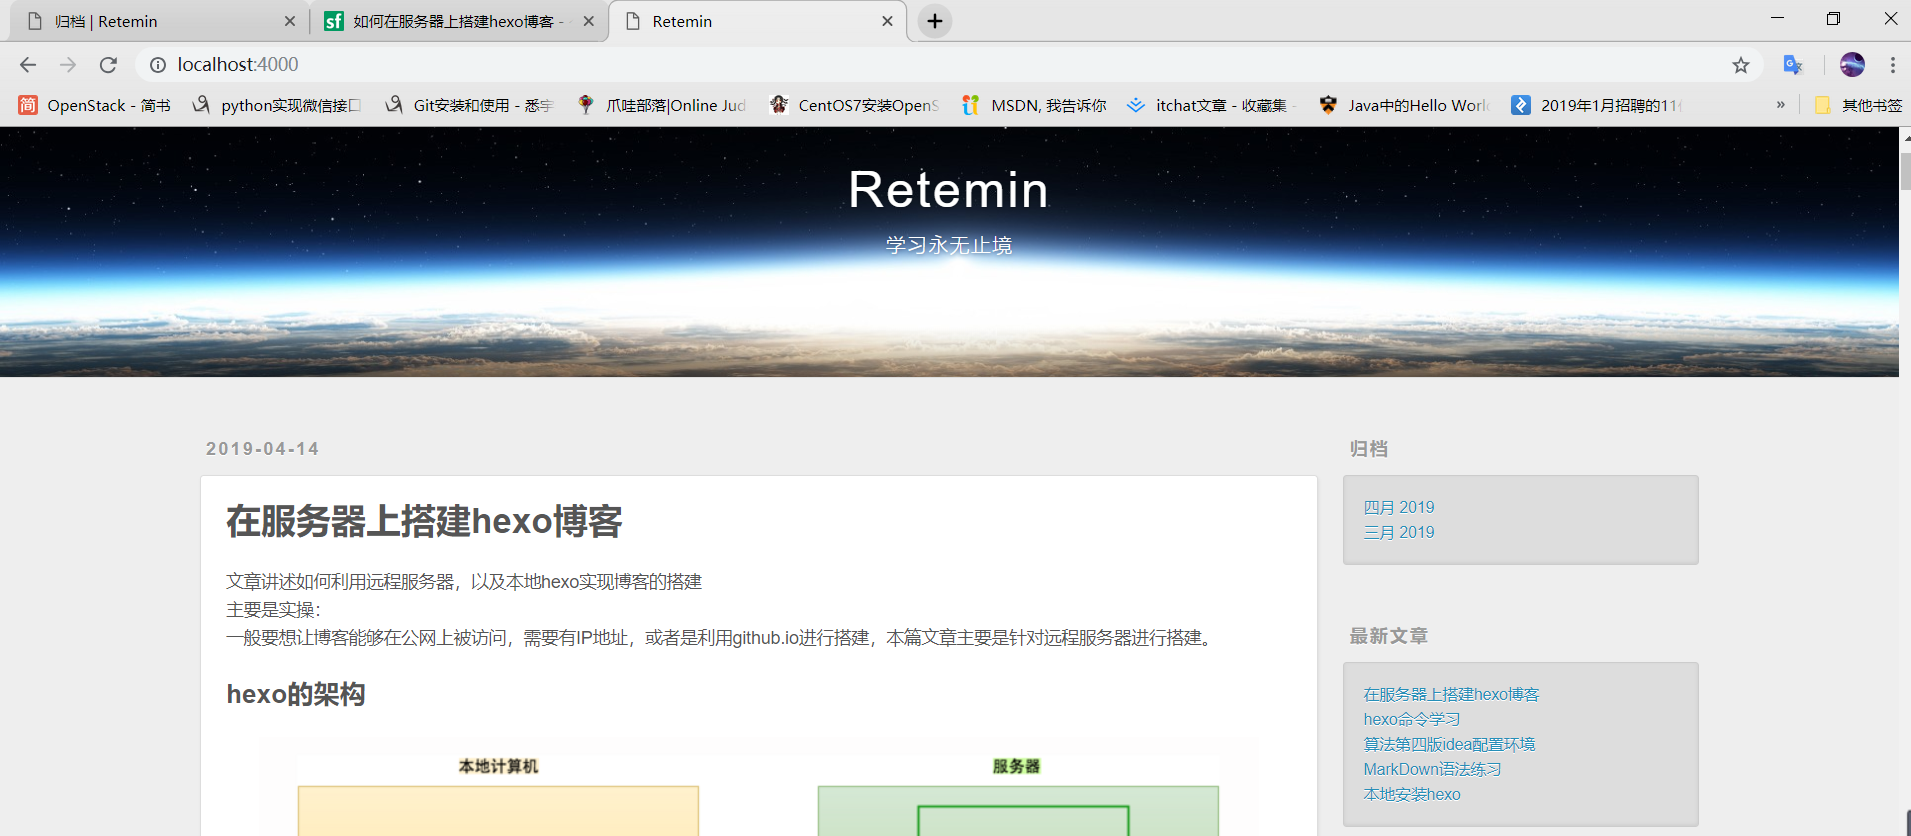 归档 | Retemin
如何在服务器上搭建hexo博客 -
Retemin
localhost:4000
OpenStack - 简书
python实现微信接口
Git安装和使用 - 悉宇
爪哇部落|Online Jud
CentOS7安装OpenS
MSDN, 我告诉你
itchat文章 - 收藏集 -
Java中的Hello Worl
2019年1月招聘的11
»
其他书签
Retemin
学习永无止境
2019-04-14
归档
在服务器上搭建hexo博客
四月 2019
三月 2019
文章讲述如何利用远程服务器，以及本地hexo实现博客的搭建
主要是实操：
一般要想让博客能够在公网上被访问，需要有IP地址，或者是利用github.io进行搭建，本篇文章主要是针对远程服务器进行搭建。
最新文章
hexo的架构
在服务器上搭建hexo博客
hexo命令学习
算法第四版idea配置环境
MarkDown语法练习
本地安装hexo
本地计算机
服务器